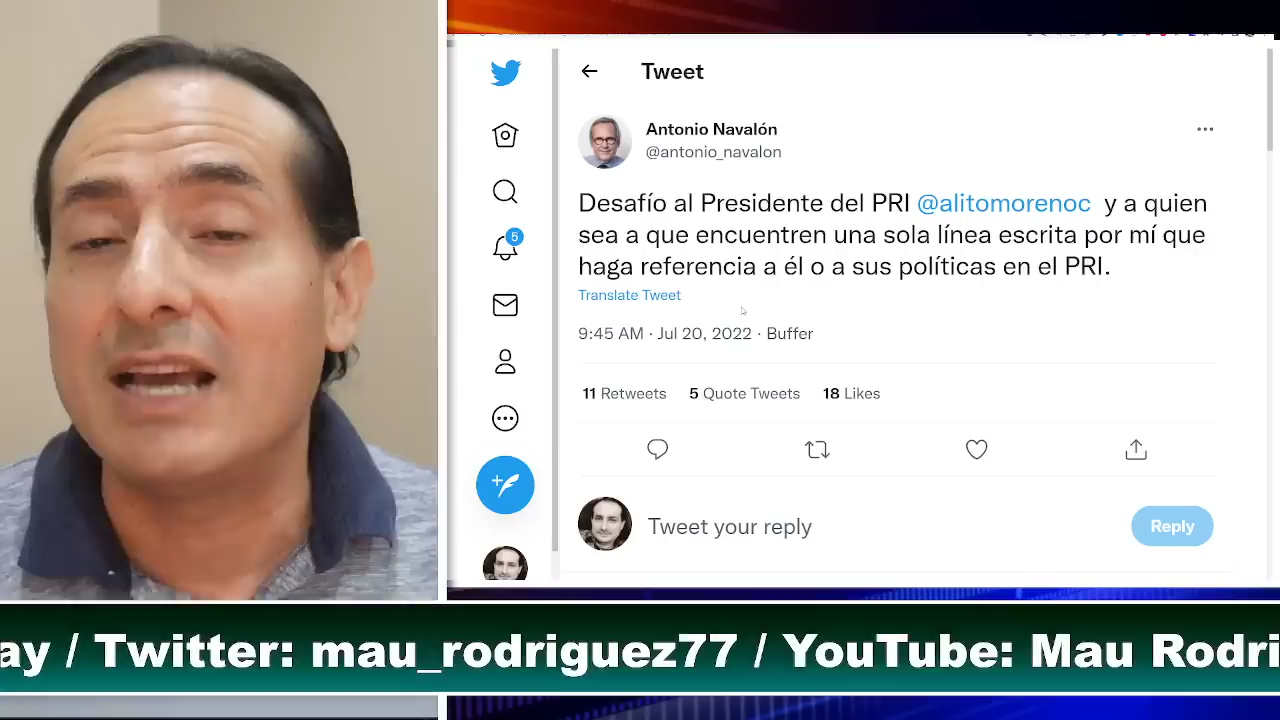 Tweet
Antonio Navalón
@antonio_navalon
Desafío al Presidente del PRI @alitomorenoc y a quien
sea a que encuentren una sola línea escrita por mí que
haga referencia a él o a sus políticas en el PRI.
Translate Tweet
9:45 AM · Jul 20, 2022 · Buffer
11 Retweets 5 Quote Tweets 18 Likes
5
Tweet your reply
Reply
ay / Twitter: mau_rodriguez77 / YouTube: Mau Rodri